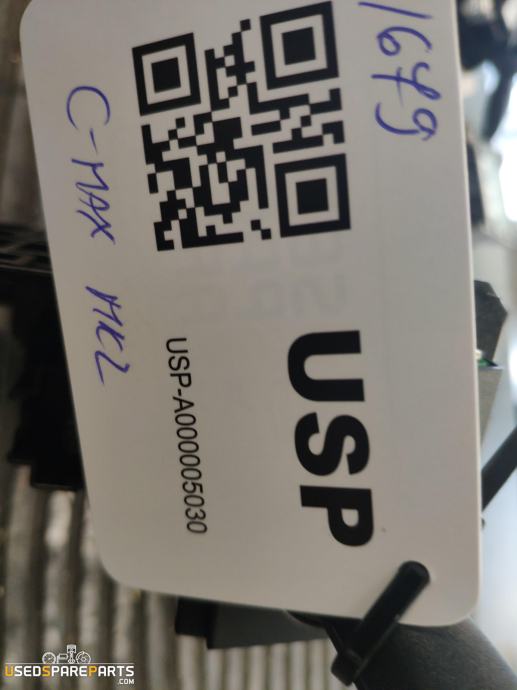 1679
USP
USP-A000005030
C-MAX MK2
USEDSPAREPARTS
.COM